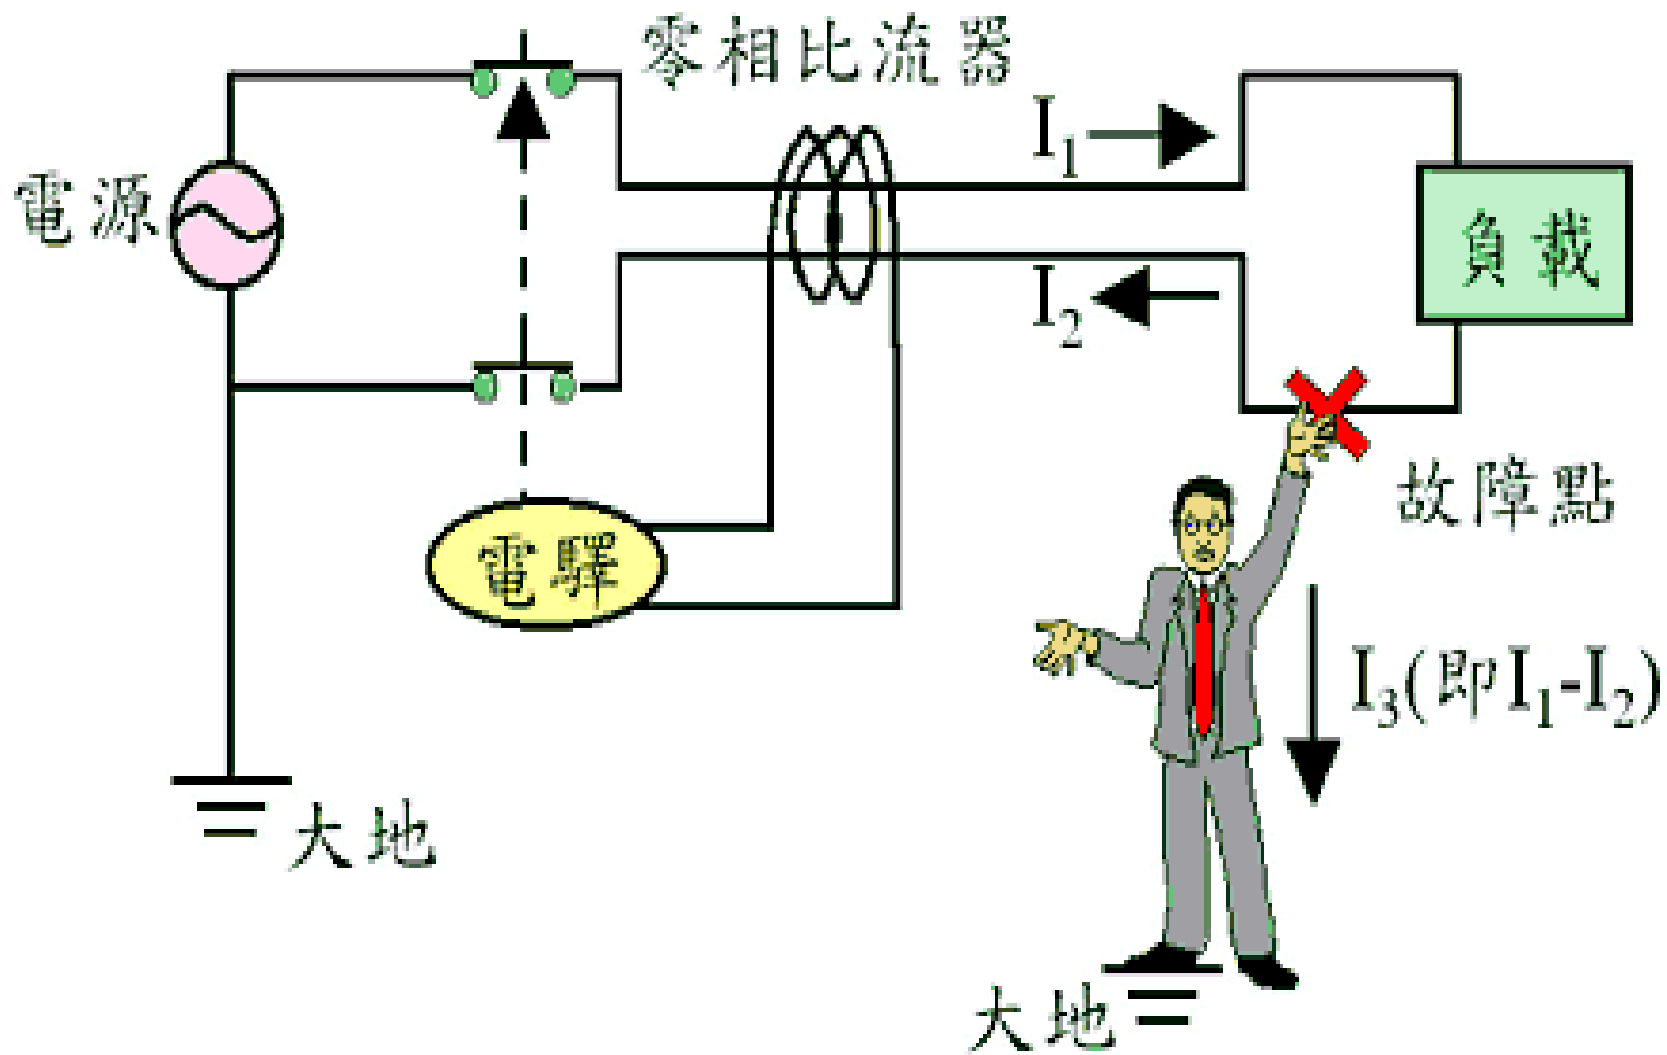 零相比流器
I₁
電源
負載
I₂
故障點
電驛
I₃(即I₁-I₂)
大地
大地